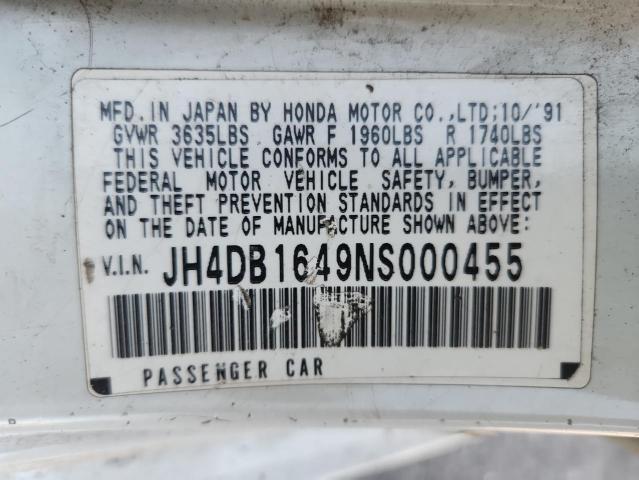 MFD. IN JAPAN BY HONDA MOTOR CO.,LTD;10/'91
GVWR 3635LBS GAWR F 1960LBS R 1740LBS
THIS VEHICLE CONFORMS TO ALL APPLICABLE
FEDERAL MOTOR VEHICLE SAFETY, BUMPER,
AND THEFT PREVENTION STANDARDS IN EFFECT
ON THE DATE OF MANUFACTURE SHOWN ABOVE:
V.I.N. JH4DB1649NS000455
PASSENGER CAR